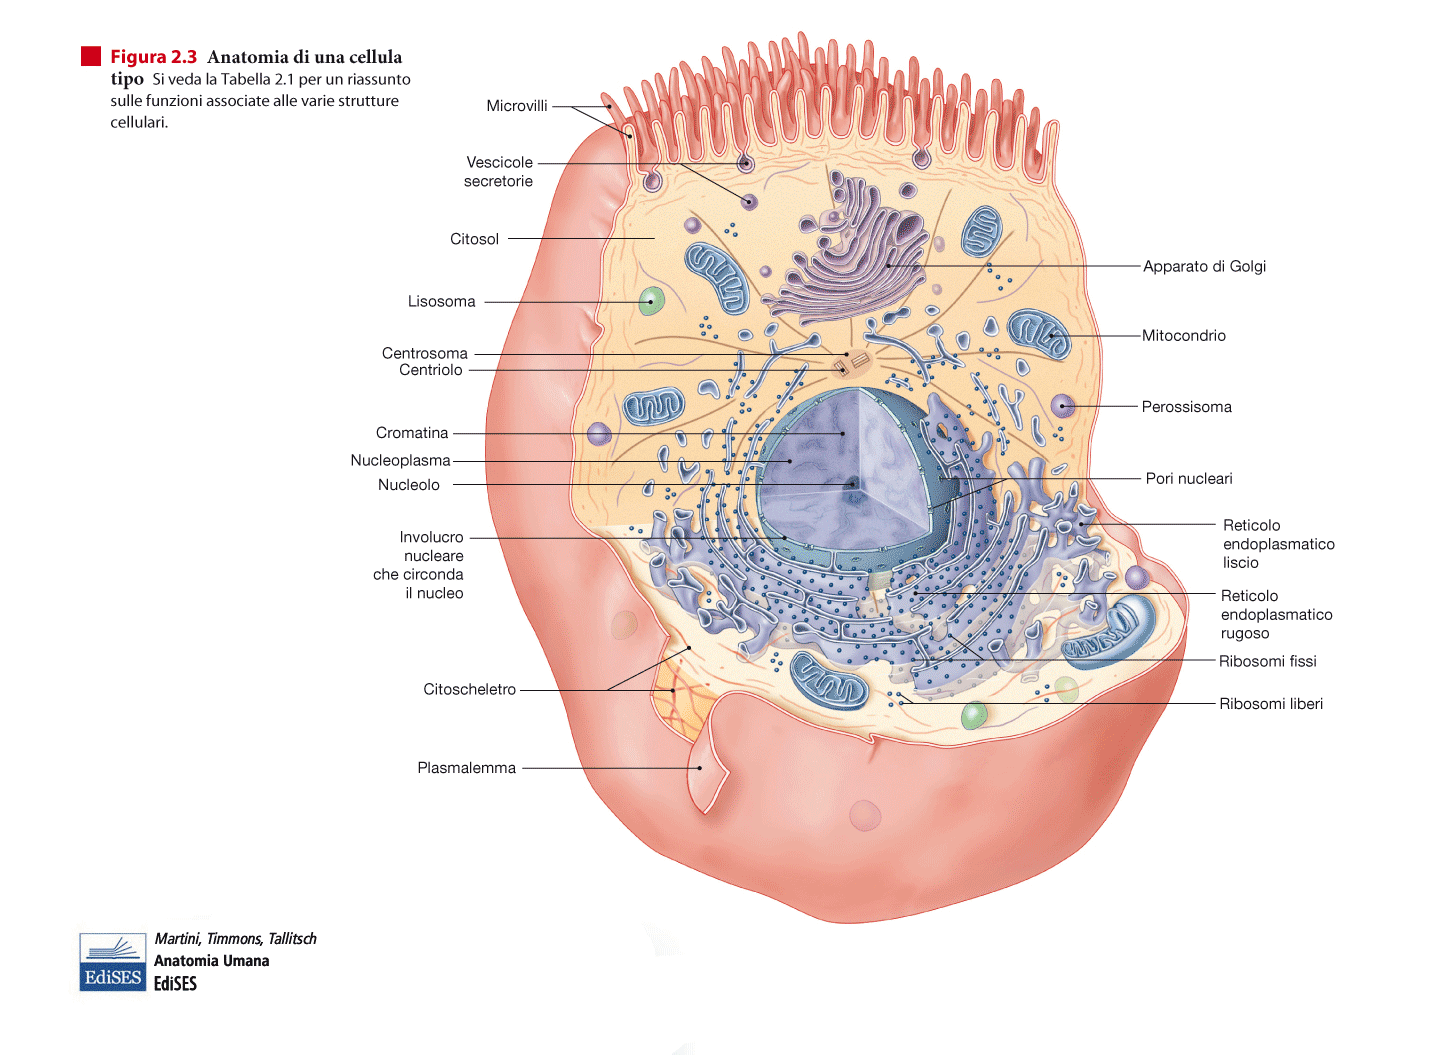 Figura 2.3 Anatomia di una cellula
tipo Si veda la Tabella 2.1 per un riassunto
sulle funzioni associate alle varie strutture
cellulari.
Microvilli
Vescicole
secretorie
Citosol
Lisosoma
Centrosoma
Centriolo
Cromatina
Nucleoplasma
Nucleolo
Involucro
nucleare
che circonda
il nucleo
Citoscheletro
Plasmalemma
Apparato di Golgi
Mitocondrio
Perossisoma
Pori nucleari
Reticolo
endoplasmatico
liscio
Reticolo
endoplasmatico
rugoso
Ribosomi fissi
Ribosomi liberi
EdiSES
Martini, Timmons, Tallitsch
Anatomia Umana
EdiSES